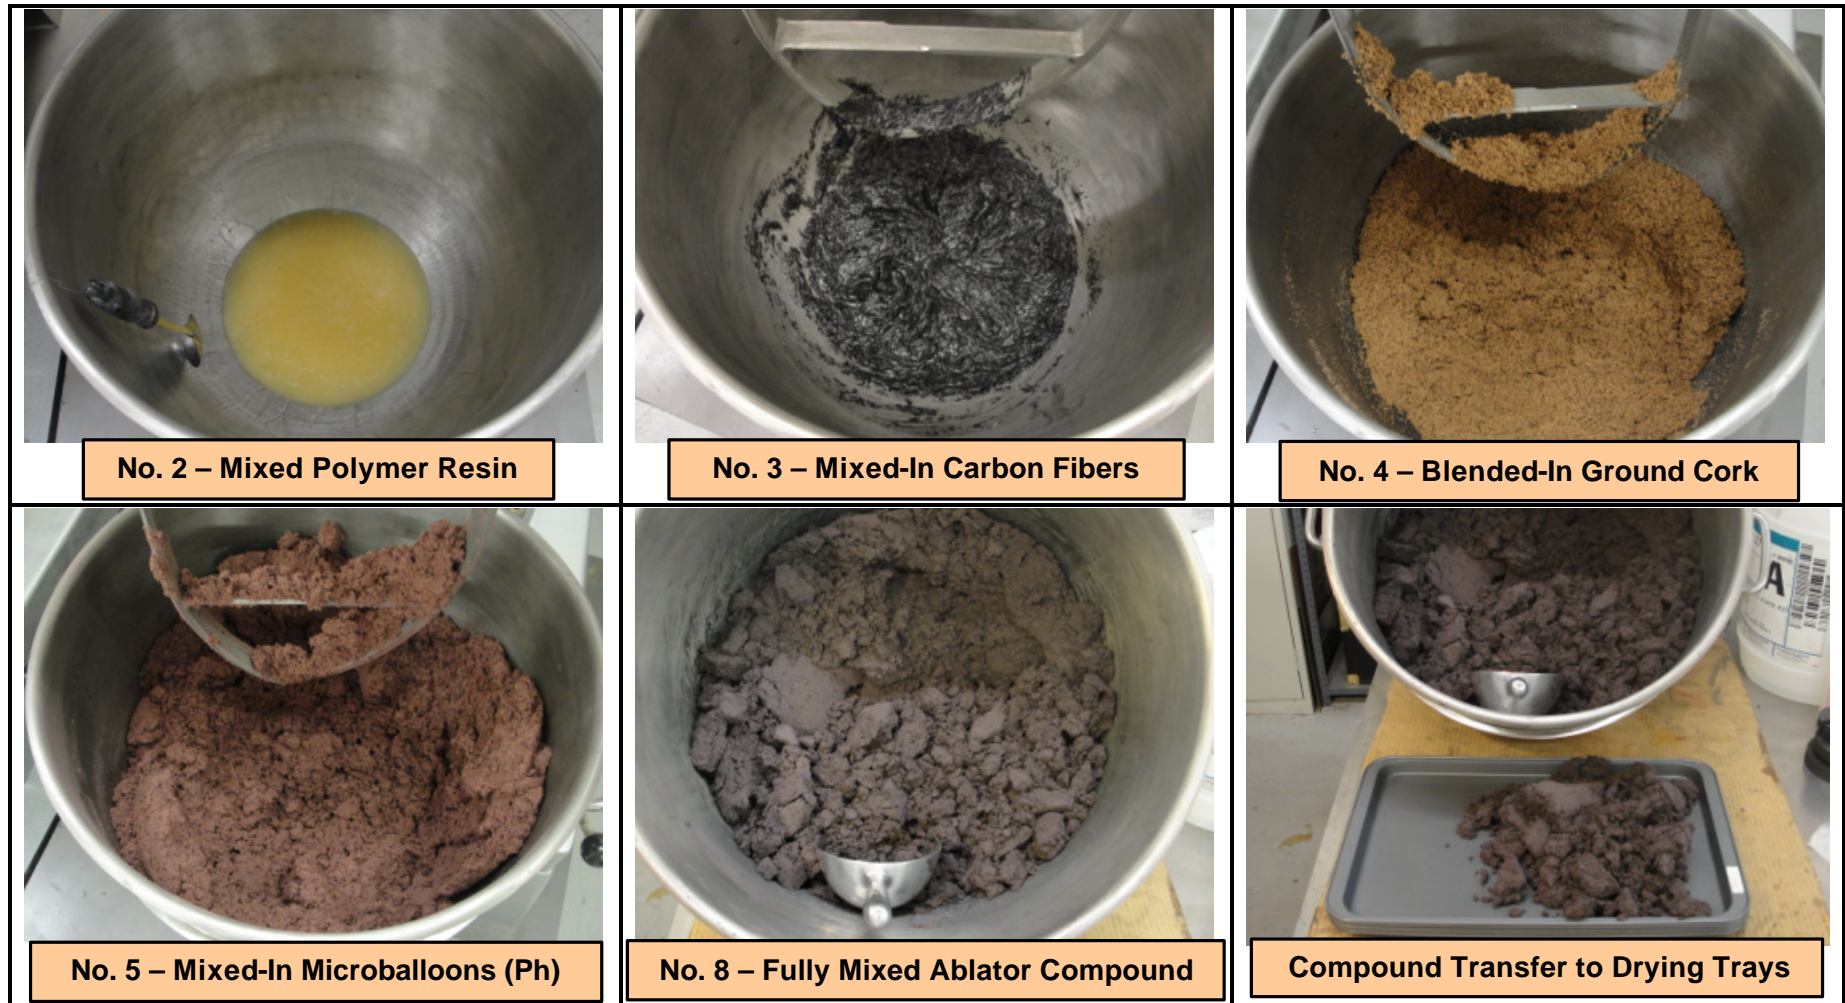 No. 2 – Mixed Polymer Resin
No. 3 – Mixed-In Carbon Fibers
No. 4 – Blended-In Ground Cork
No. 5 – Mixed-In Microballoons (Ph)
No. 8 – Fully Mixed Ablator Compound
A
Compound Transfer to Drying Trays